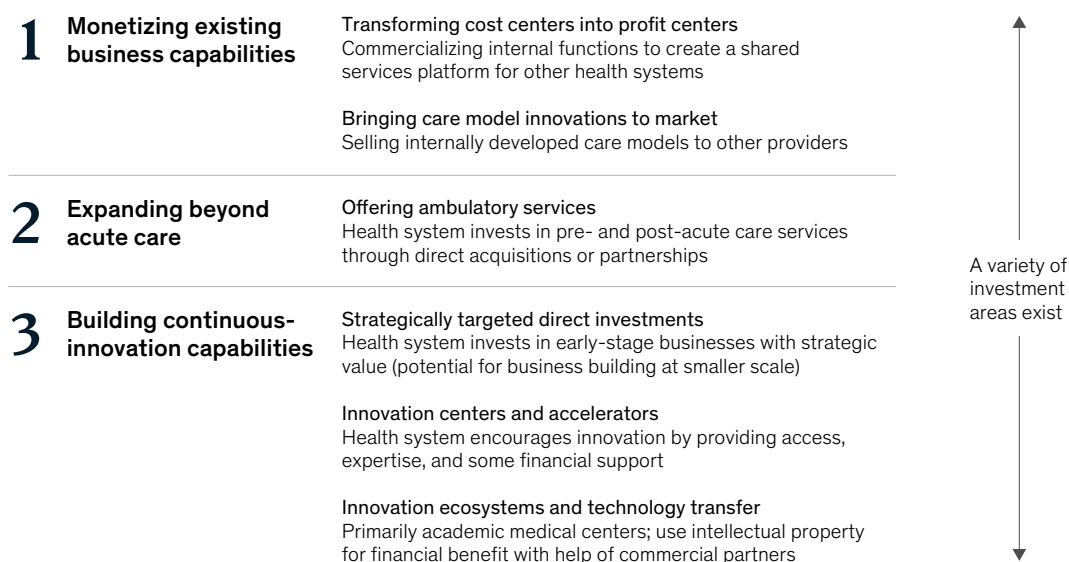 1
Monetizing existing
business capabilities
Transforming cost centers into profit centers
Commercializing internal functions to create a shared
services platform for other health systems
Bringing care model innovations to market
Selling internally developed care models to other providers
2
Expanding beyond
acute care
Offering ambulatory services
Health system invests in pre- and post-acute care services
through direct acquisitions or partnerships
3
Building continuous-
innovation capabilities
Strategically targeted direct investments
Health system invests in early-stage businesses with strategic
value (potential for business building at smaller scale)
Innovation centers and accelerators
Health system encourages innovation by providing access,
expertise, and some financial support
Innovation ecosystems and technology transfer
Primarily academic medical centers; use intellectual property
for financial benefit with help of commercial partners
A variety of
investment
areas exist